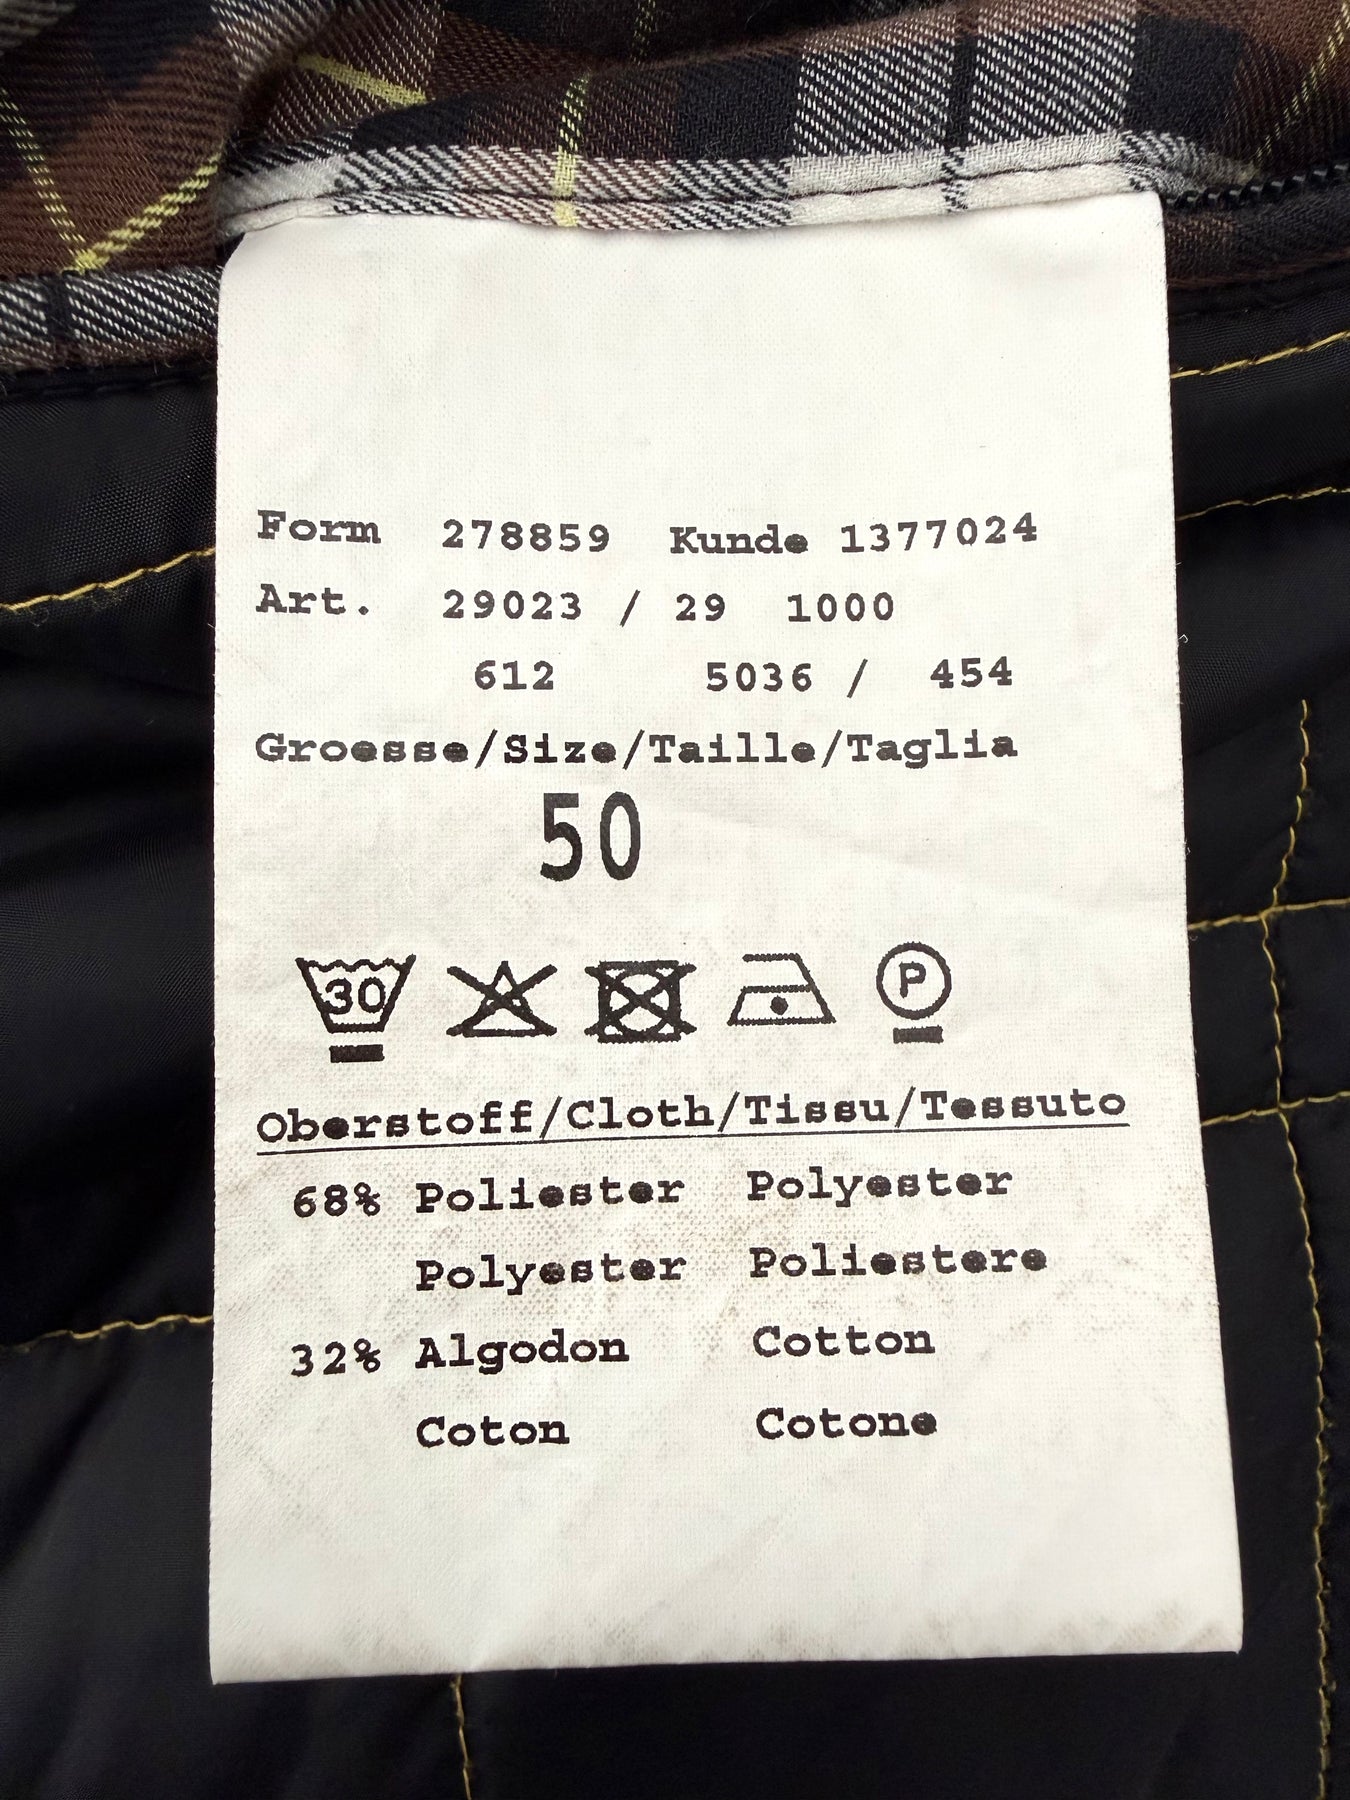 Form 278859 Kunde 1377024
Art. 29023 / 29 1000
612 5036 / 454
Groesse/Size/Taille/Taglia
50
30 P
Oberstoff/Cloth/Tissu/Tessuto
68% Poliester Polyester
Polyester Poliestere
32% Algodon Cotton
Coton Cotone